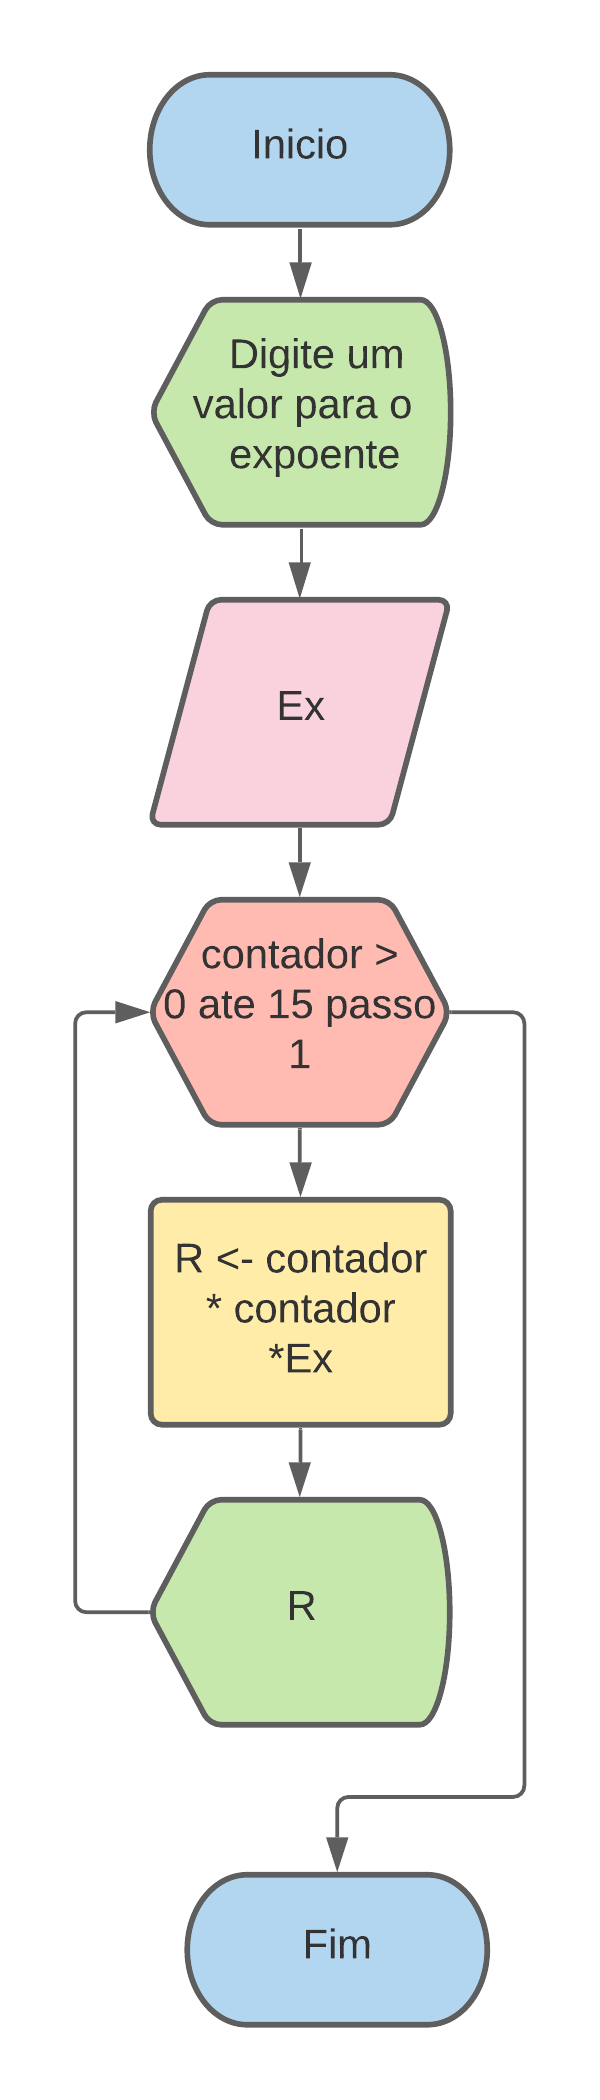 Inicio
Digite um
valor para o
expoente
Ex
contador >
0 ate 15 passo
1
R <- contador
* contador
*Ex
R
Fim